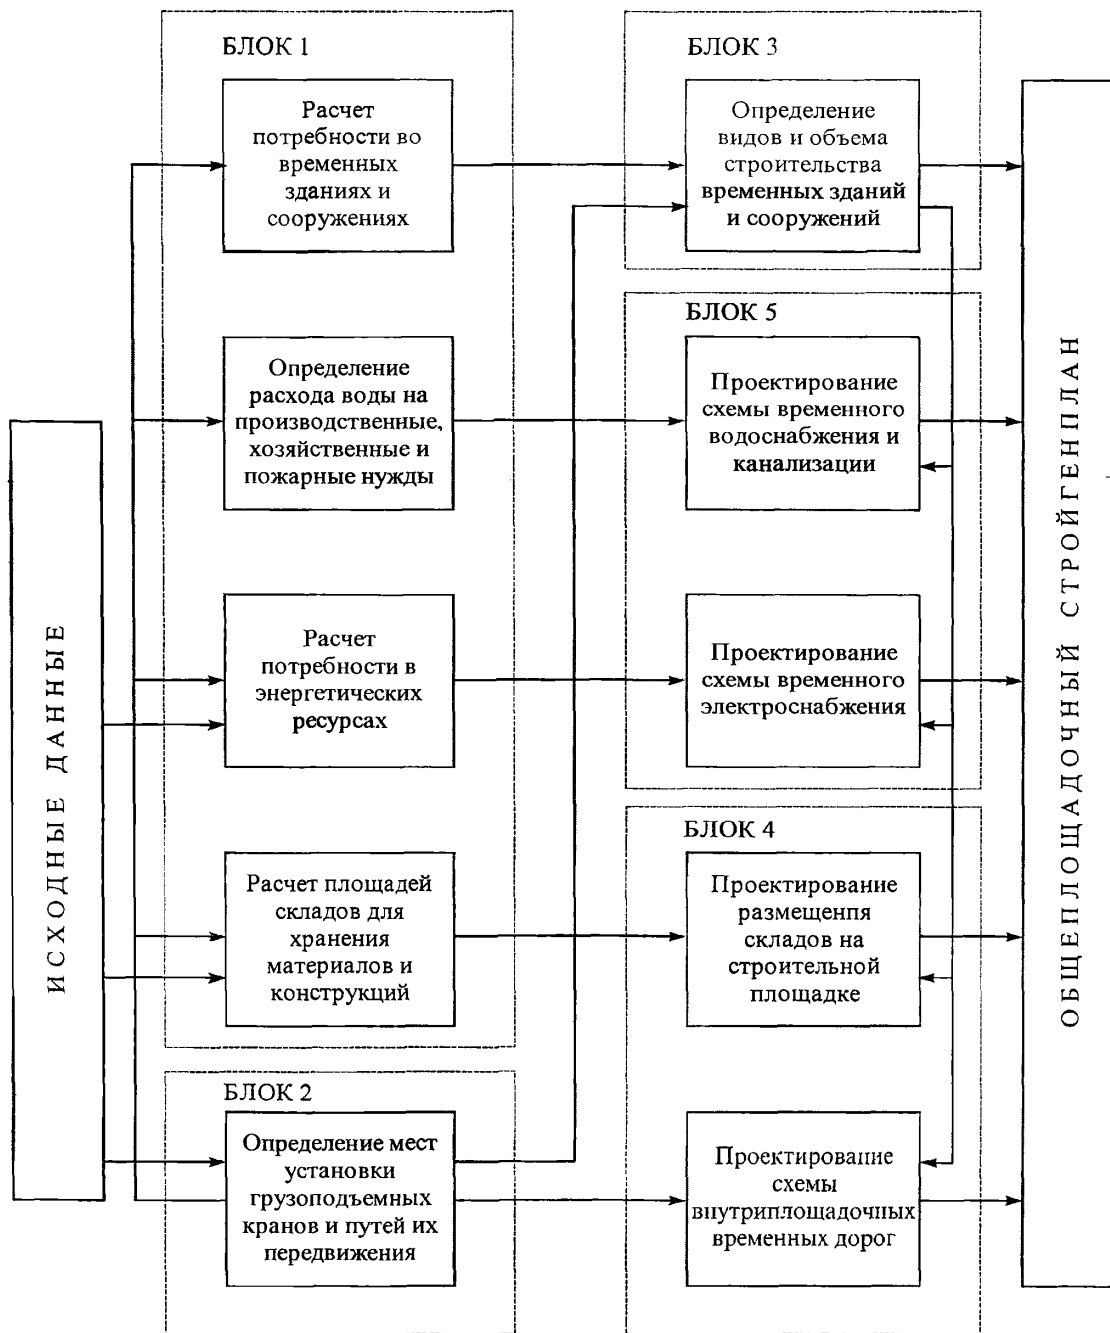 ИСХОДНЫЕ ДАННЫЕ
БЛОК 1
Расчет
потребности во
временных
зданиях и
сооружениях
Определение
расхода воды на
производственные,
хозяйственные и
пожарные нужды
Расчет
потребности в
энергетических
ресурсах
Расчет площадей
складов для
хранения
материалов и
конструкций
БЛОК 2
Определение мест
установки
грузоподъемных
кранов и путей их
передвижения
БЛОК 3
Определение
видов и объема
строительства
временных зданий
и сооружений
БЛОК 5
Проектирование
схемы временного
водоснабжения и
канализации
Проектирование
схемы временного
электроснабжения
БЛОК 4
Проектирование
размещенпя
складов на
строительной
площадке
Проектирование
схемы
внутриплощадочных
временных дорог
ОБЩЕПЛОЩАДОЧНЫЙ СТРОЙГЕНПЛАН